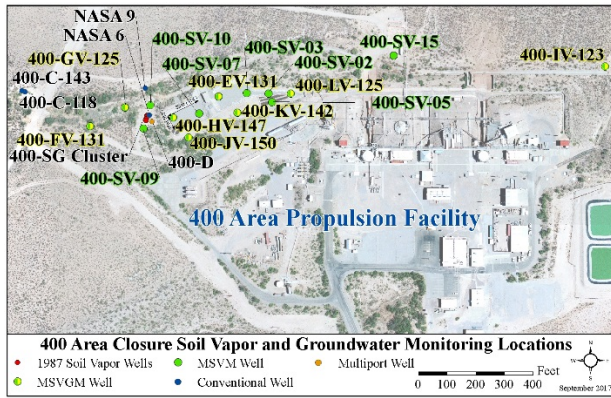 NASA 9
NASA 6
400-SV-10
400-SV-03
400-SV-15
400-GV-125
400-SV-07
400-SV-02
400-IV-123
400-C-143
400-EV-131
400-LV-125
400-C-118
400-KV-142
400-SV-05
400-FV-131
400-HV-147
400-SG Cluster
400-JV-150
400-D
400-SV-09
400 Area Propulsion Facility
400 Area Closure Soil Vapor and Groundwater Monitoring Locations
1987 Soil Vapor Wells
MSVM Well
Multiport Well
MSVGM Well
Conventional Well
Feet
0 100 200 300 400
N
W E
S
September 2017